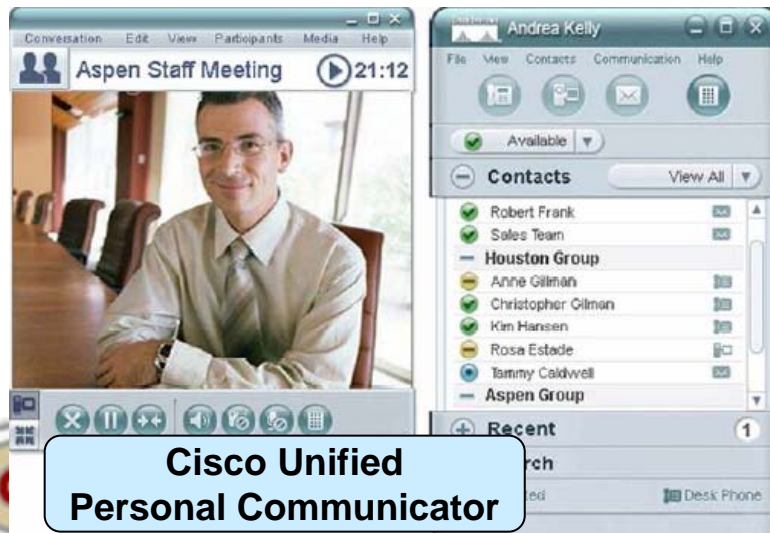 Conversation Edit View Participants Media Help
Aspen Staff Meeting 21:12
Andrea Kelly
File View Contacts Communication Help
Available
Contacts View All
Robert Frank
Sales Team
Houston Group
Anne Gilman
Christopher Gilman
Kim Hansen
Rosa Estade
Tammy Caldwell
Aspen Group
Recent 1
rch
ted Desk Phone
Cisco Unified
Personal Communicator